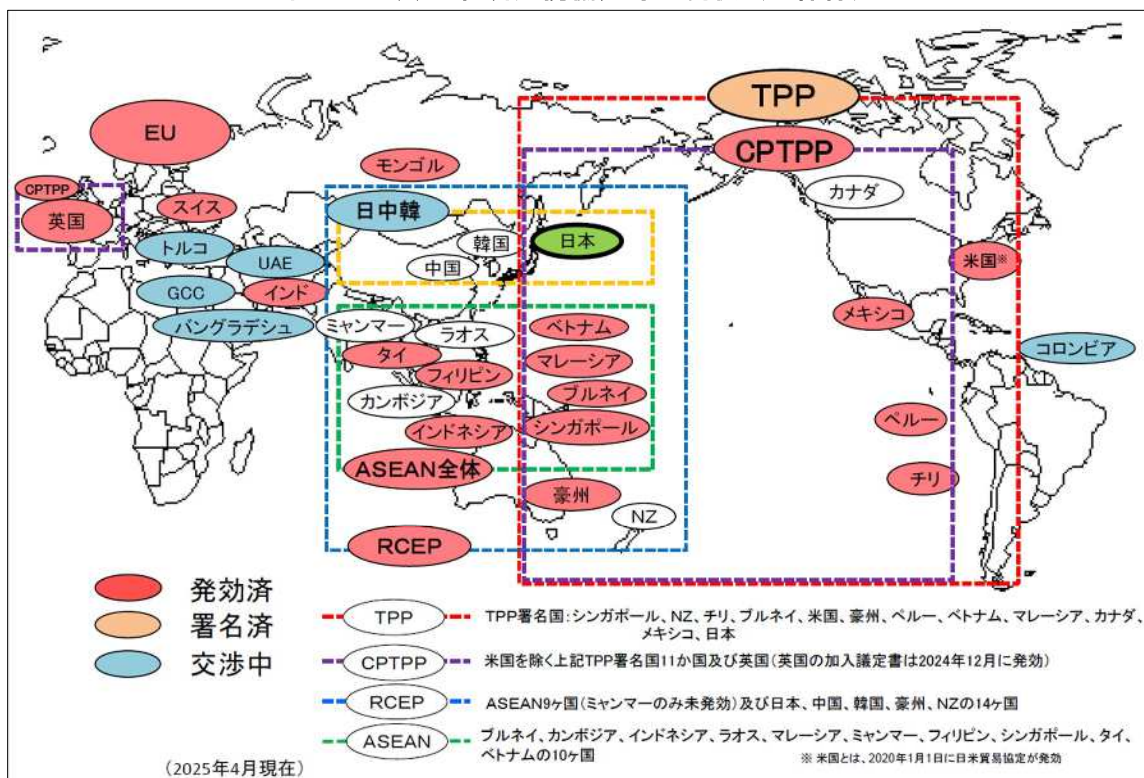 TPP
EU
CPTPP
モンゴル
カナダ
CPTPP
英国
スイス
日中韓
韓国
日本
トルコ
UAE
中国
米国※
GCC
インド
メキシコ
バングラデシュ
ミャンマー
ラオス
ベトナム
コロンビア
タイ
マレーシア
フィリピン
ブルネイ
カンボジア
ペルー
インドネシア
シンガポール
ASEAN全体
チリ
豪州
NZ
RCEP
発効済
署名済
交渉中
TPP
TPP署名国:シンガポール、NZ、チリ、ブルネイ、米国、豪州、ペルー、ベトナム、マレーシア、カナダ、
メキシコ、日本
CPTPP
米国を除く上記TPP署名国11か国及び英国(英国の加入議定書は2024年12月に発効)
RCEP
ASEAN9ヶ国(ミャンマーのみ未発効)及び日本、中国、韓国、豪州、NZの14ヶ国
ASEAN
ブルネイ、カンボジア、インドネシア、ラオス、マレーシア、ミャンマー、フィリピン、シンガポール、タイ、
ベトナムの10ヶ国
※ 米国とは、2020年1月1日に日米貿易協定が発効
(2025年4月現在)